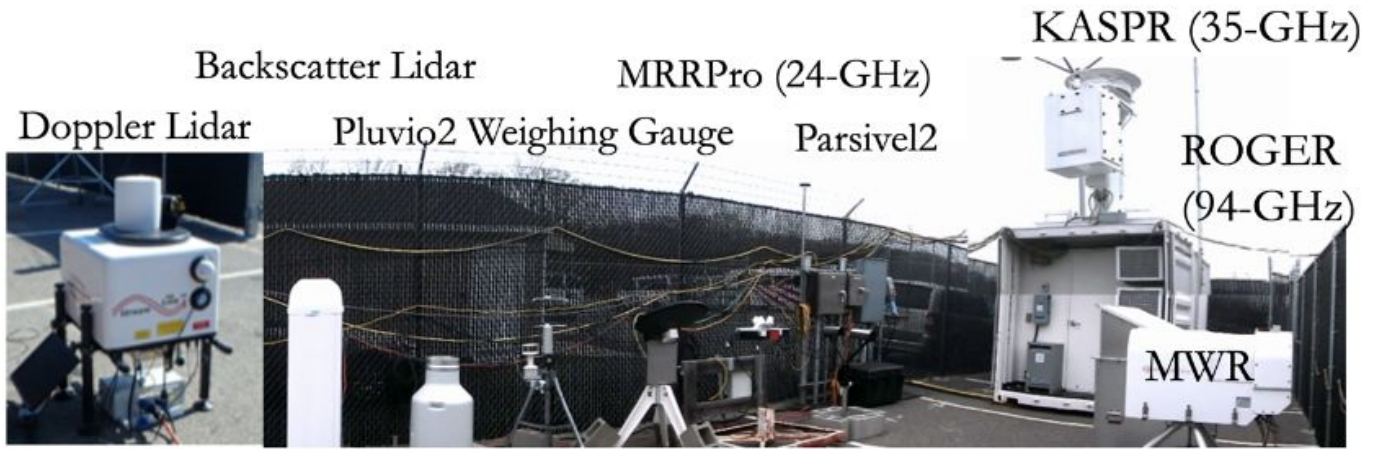 KASPR (35-GHz)
Backscatter Lidar
MRRPro (24-GHz)
Doppler Lidar
Pluvio2 Weighing Gauge
Parsivel2
ROGER
(94-GHz)
MWR